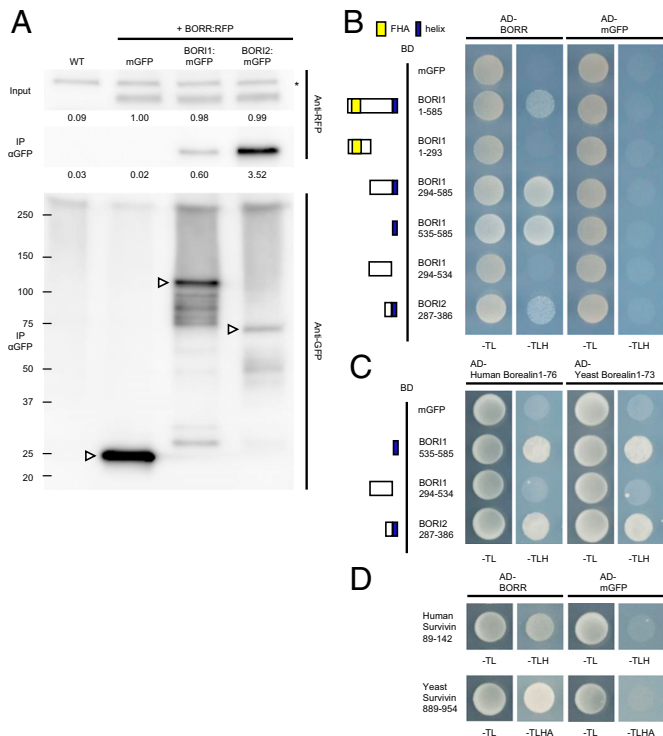 A
+ BORR:RFP
WT
mGFP
BORI1:
mGFP
BORI2:
mGFP
Input
*
0.09 1.00 0.98 0.99
IP
αGFP
0.03 0.02 0.60 3.52
Anti-RFP
250
150
100
75
IP
αGFP
50
37
25
20
Anti-GFP
B
FHA
helix
BD
AD-
BORR
AD-
mGFP
mGFP
BORI1
1-585
BORI1
1-293
BORI1
294-585
BORI1
535-585
BORI1
294-534
BORI2
287-386
-TL -TLH -TL -TLH
C
BD
AD-
Human Borealin1-76
AD-
Yeast Borealin1-73
mGFP
BORI1
535-585
BORI1
294-534
BORI2
287-386
-TL -TLH -TL -TLH
D
AD-
BORR
AD-
mGFP
Human
Survivin
89-142
-TL -TLH -TL -TLH
Yeast
Survivin
889-954
-TL -TLHA -TL -TLHA